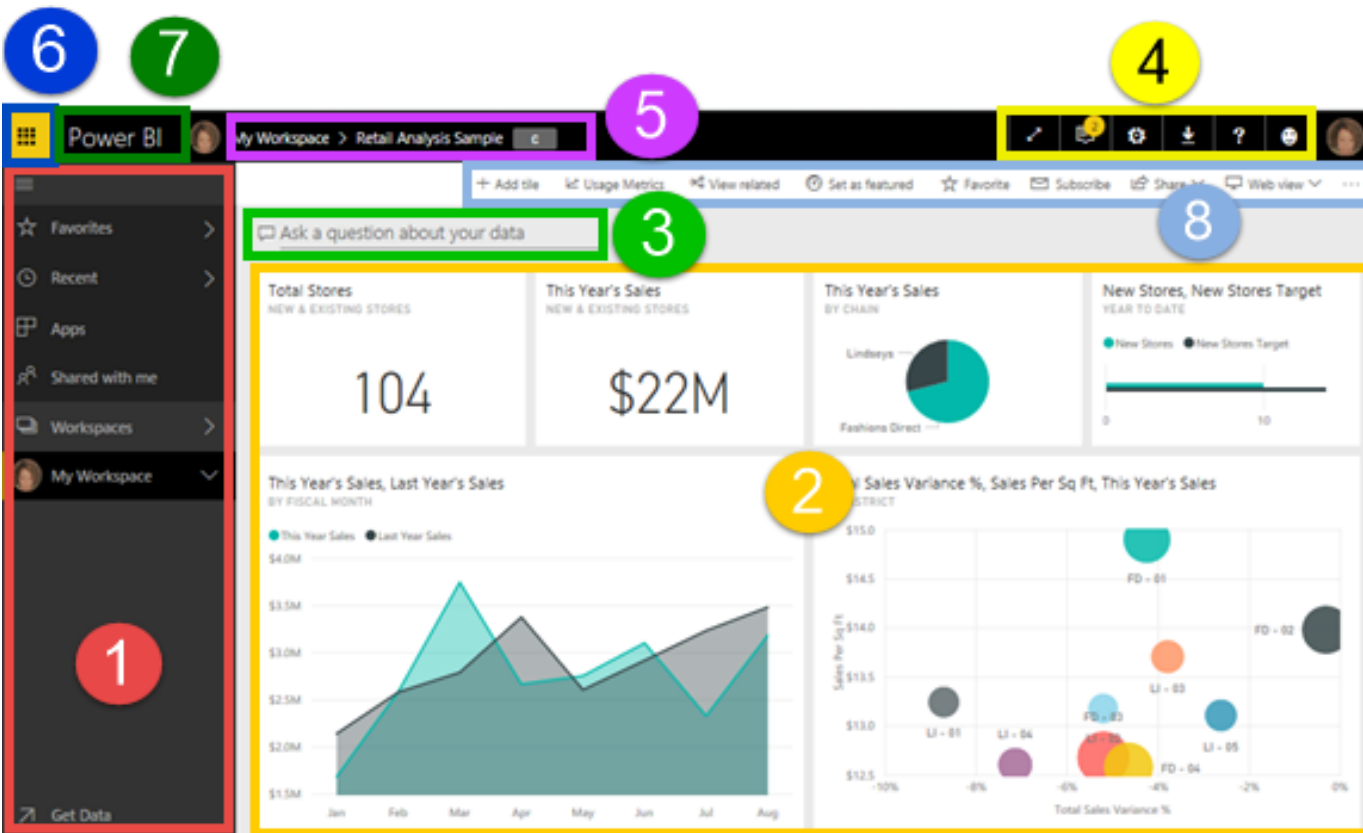 6
7
4
5
Power BI
My Workspace > Retail Analysis Sample
c
2
?
+ Add tile
Usage Metrics
View related
Set as featured
Favorite
Subscribe
Share
Web view
...
8
Favorites
Recent
Apps
Shared with me
Workspaces
My Workspace
1
Get Data
Ask a question about your data
3
Total Stores
NEW & EXISTING STORES
104
This Year's Sales
NEW & EXISTING STORES
$22M
This Year's Sales
BY CHAIN
Lindseys
Fashions Direct
New Stores, New Stores Target
YEAR TO DATE
New Stores
New Stores Target
0
10
This Year's Sales, Last Year's Sales
BY FISCAL MONTH
This Year Sales
Last Year Sales
$4.0M
$3.5M
$3.0M
$2.5M
$2.0M
$1.5M
Jan Feb Mar Apr May Jun Jul Aug
2
Sales Variance %, Sales Per Sq Ft, This Year's Sales
$15.0
$14.5
$14.0
$13.5
$13.0
$12.5
Sales Per Sq Ft
FD - 01
FD - 02
LI - 03
FD - 03
LI - 01
LI - 04
LI - 05
FD - 04
-10% -8% -6% -4% -2% 0%
Total Sales Variance %